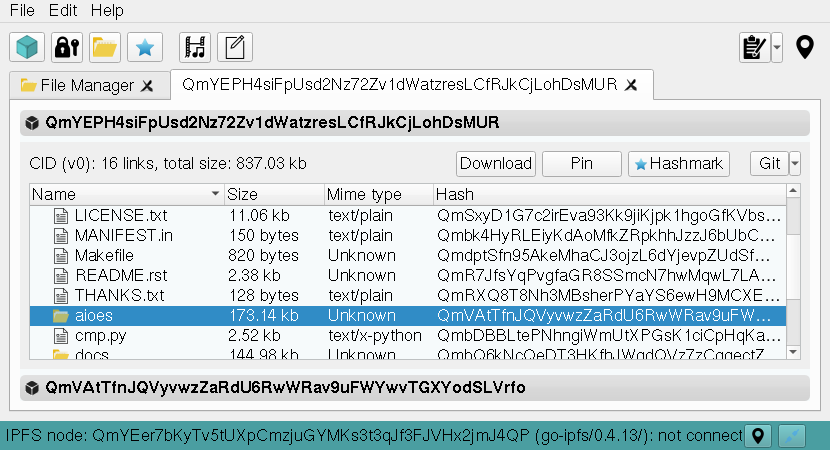 File Edit Help
File Manager
QmYEPH4siFpUsd2Nz72Zv1dWatzresLCfRJkCjLohDsMUR
QmYEPH4siFpUsd2Nz72Zv1dWatzresLCfRJkCjLohDsMUR
CID (v0): 16 links, total size: 837.03 kb Download Pin Hashmark Git
Name Size Mime type Hash
LICENSE.txt 11.06 kb text/plain QmSxyD1G7c2irEva93Kk9jiKjpk1hgoGfKVbs...
MANIFEST.in 150 bytes text/plain Qmbk4HyRLEiyKdAoMfkZRpkhhJzzJ6bUbC...
Makefile 820 bytes Unknown QmdptSfn95AkeMhaCJ3ojzL6dYjevpZUdSf...
README.rst 2.38 kb Unknown QmR7JfsYqPvgfaGR8SSmcN7hwMqwL7LA...
THANKS.txt 128 bytes text/plain QmRXQ8T8Nh3MBsherPYaYS6ewH9MCXE...
aioes 173.14 kb Unknown QmVAtTfnJQVyvwzZaRdU6RwWRav9uFW...
cmp.py 2.52 kb text/x-python QmbDBBLtePNhngiWmUtXPGsK1ciCpHqKa...
docs 144.98 kb Unknown QmbQ6kNcQeDT3HKfhJWgdQVz7zCqgectZ...
QmVAtTfnJQVyvwzZaRdU6RwWRav9uFWYwvTGXYodSLVrfo
IPFS node: QmYEer7bKyTv5tUXpCmzjuGYMKs3t3qJf3FJVHx2jmJ4QP (go-ipfs/0.4.13/): not connect